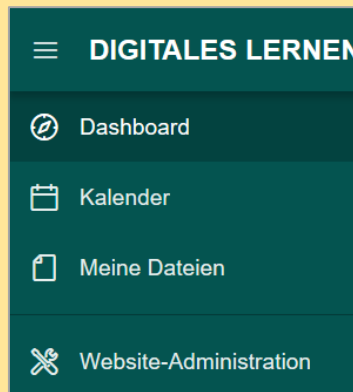 DIGITALES LERNEN
Dashboard
Kalender
Meine Dateien
Website-Administration